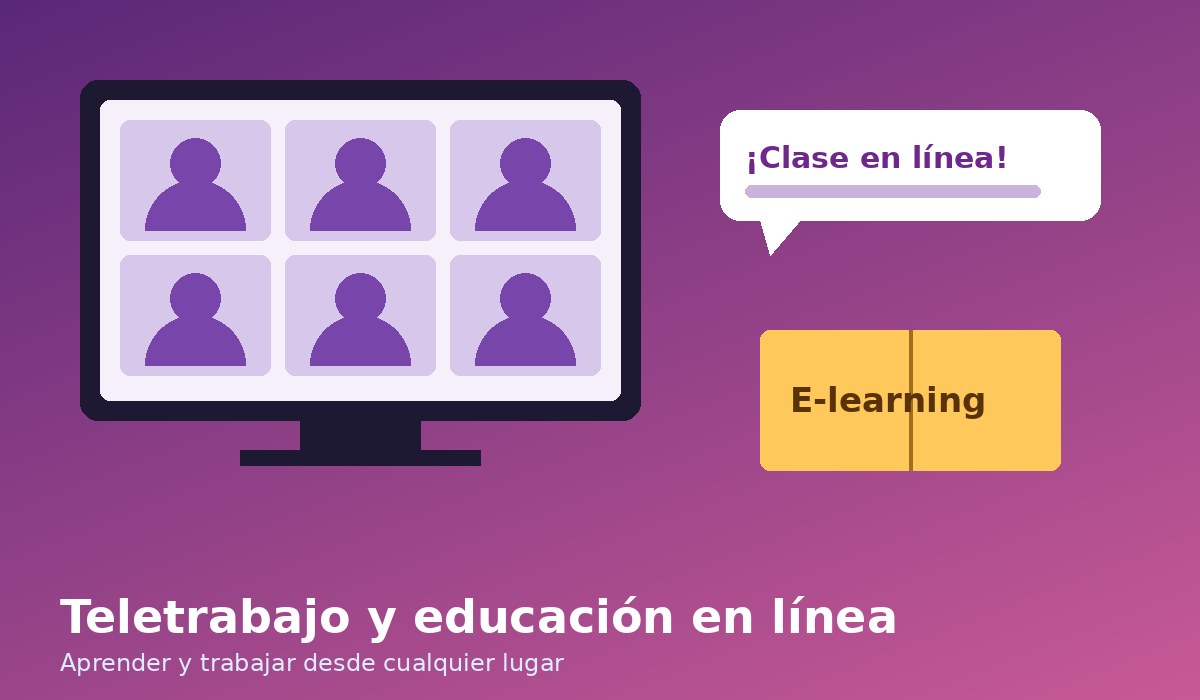 ¡Clase en línea!
E-learning
Teletrabajo y educación en línea
Aprender y trabajar desde cualquier lugar